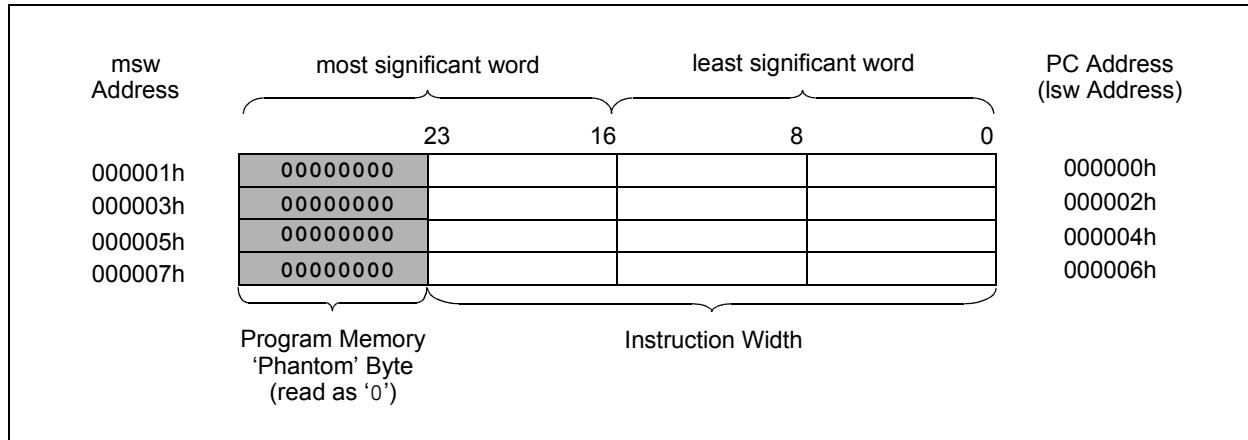 msw
Address
most significant word
least significant word
PC Address
(lsw Address)
23 16 8 0
000001h 00000000 000000h
000003h 00000000 000002h
000005h 00000000 000004h
000007h 00000000 000006h
Program Memory
‘Phantom’ Byte
(read as ‘0’)
Instruction Width